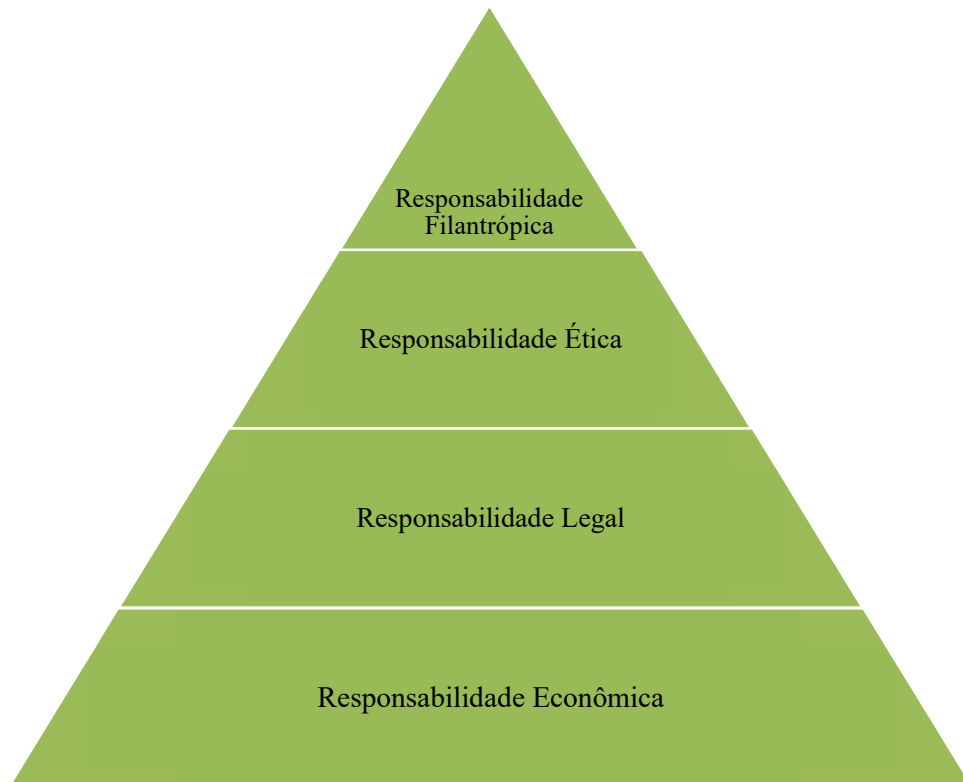 Responsabilidade
Filantrópica
Responsabilidade Ética
Responsabilidade Legal
Responsabilidade Econômica